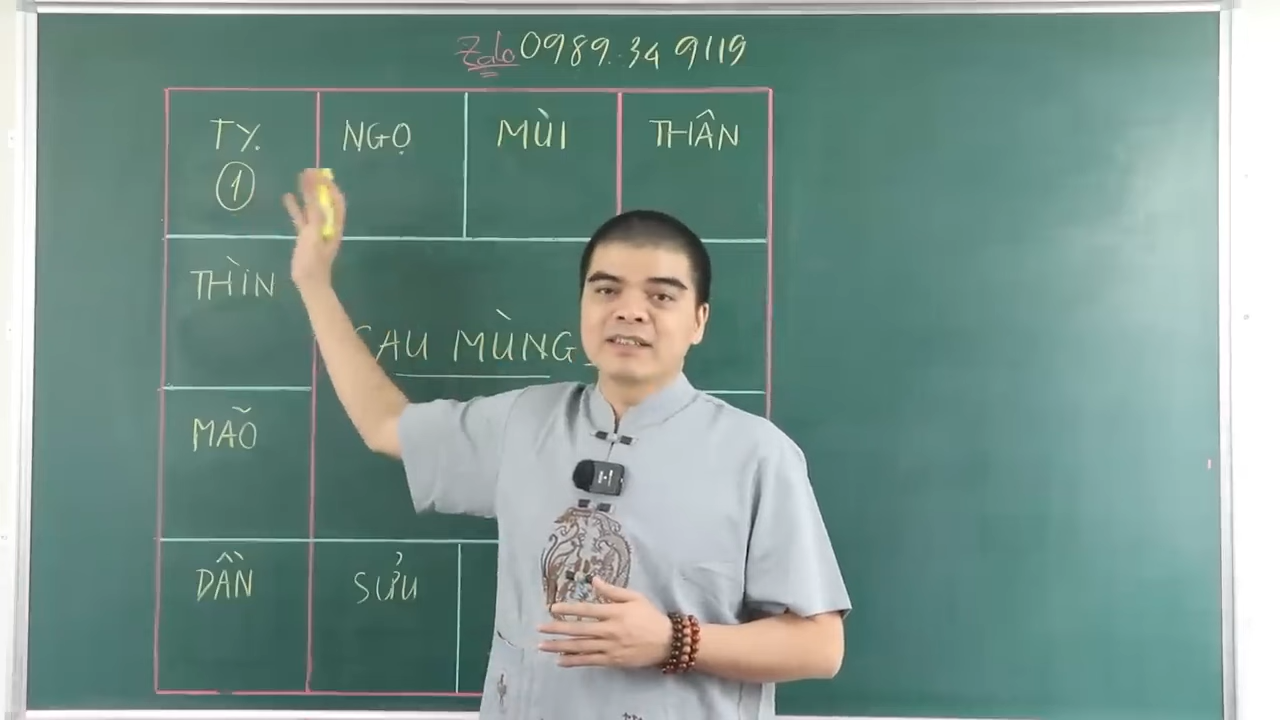 Zalo 0989.34 9119
TỴ. NGỌ MÙI THÂN
①
THÌN
SAU MÙNG
MÃO
DẦN SỬU